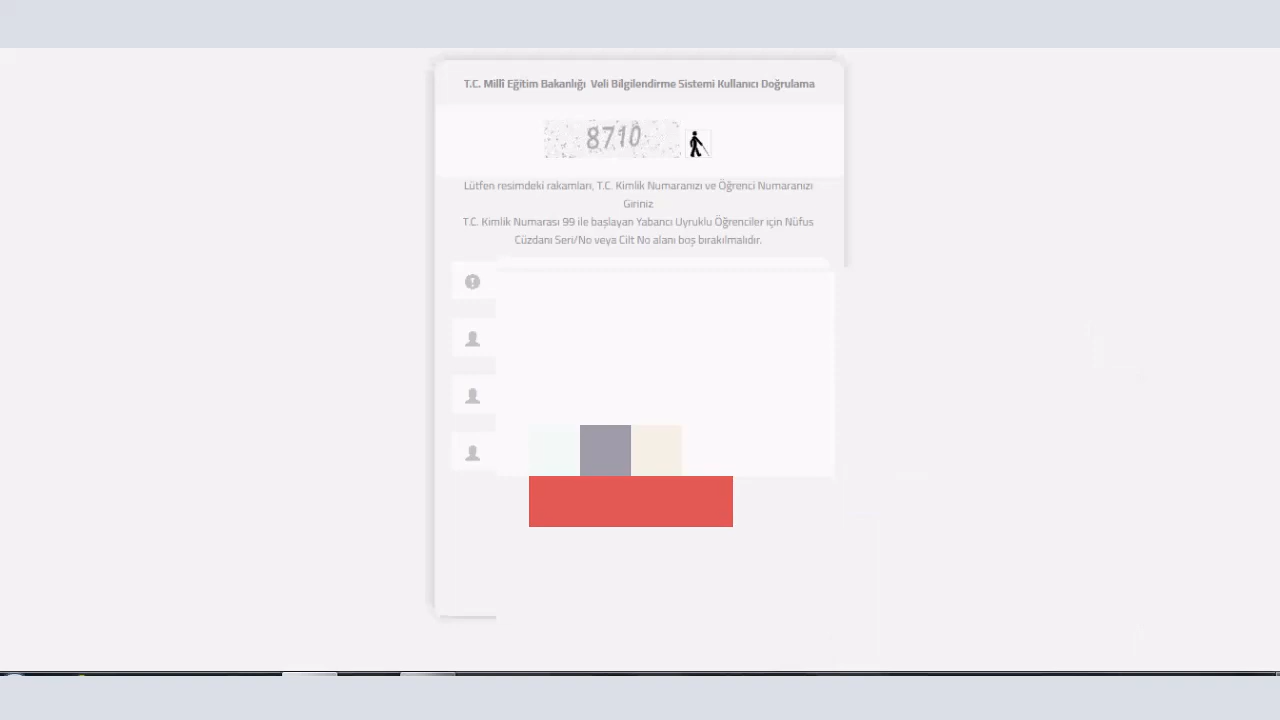 T.C. Millî Eğitim Bakanlığı Veli Bilgilendirme Sistemi Kullanıcı Doğrulama
8710
Lütfen resimdeki rakamları, T.C. Kimlik Numaranızı ve Öğrenci Numaranızı
Giriniz
T.C. Kimlik Numarası 99 ile başlayan Yabancı Uyruklu Öğrenciler için Nüfus
Cüzdanı Seri/No veya Cilt No alanı boş bırakılmalıdır.